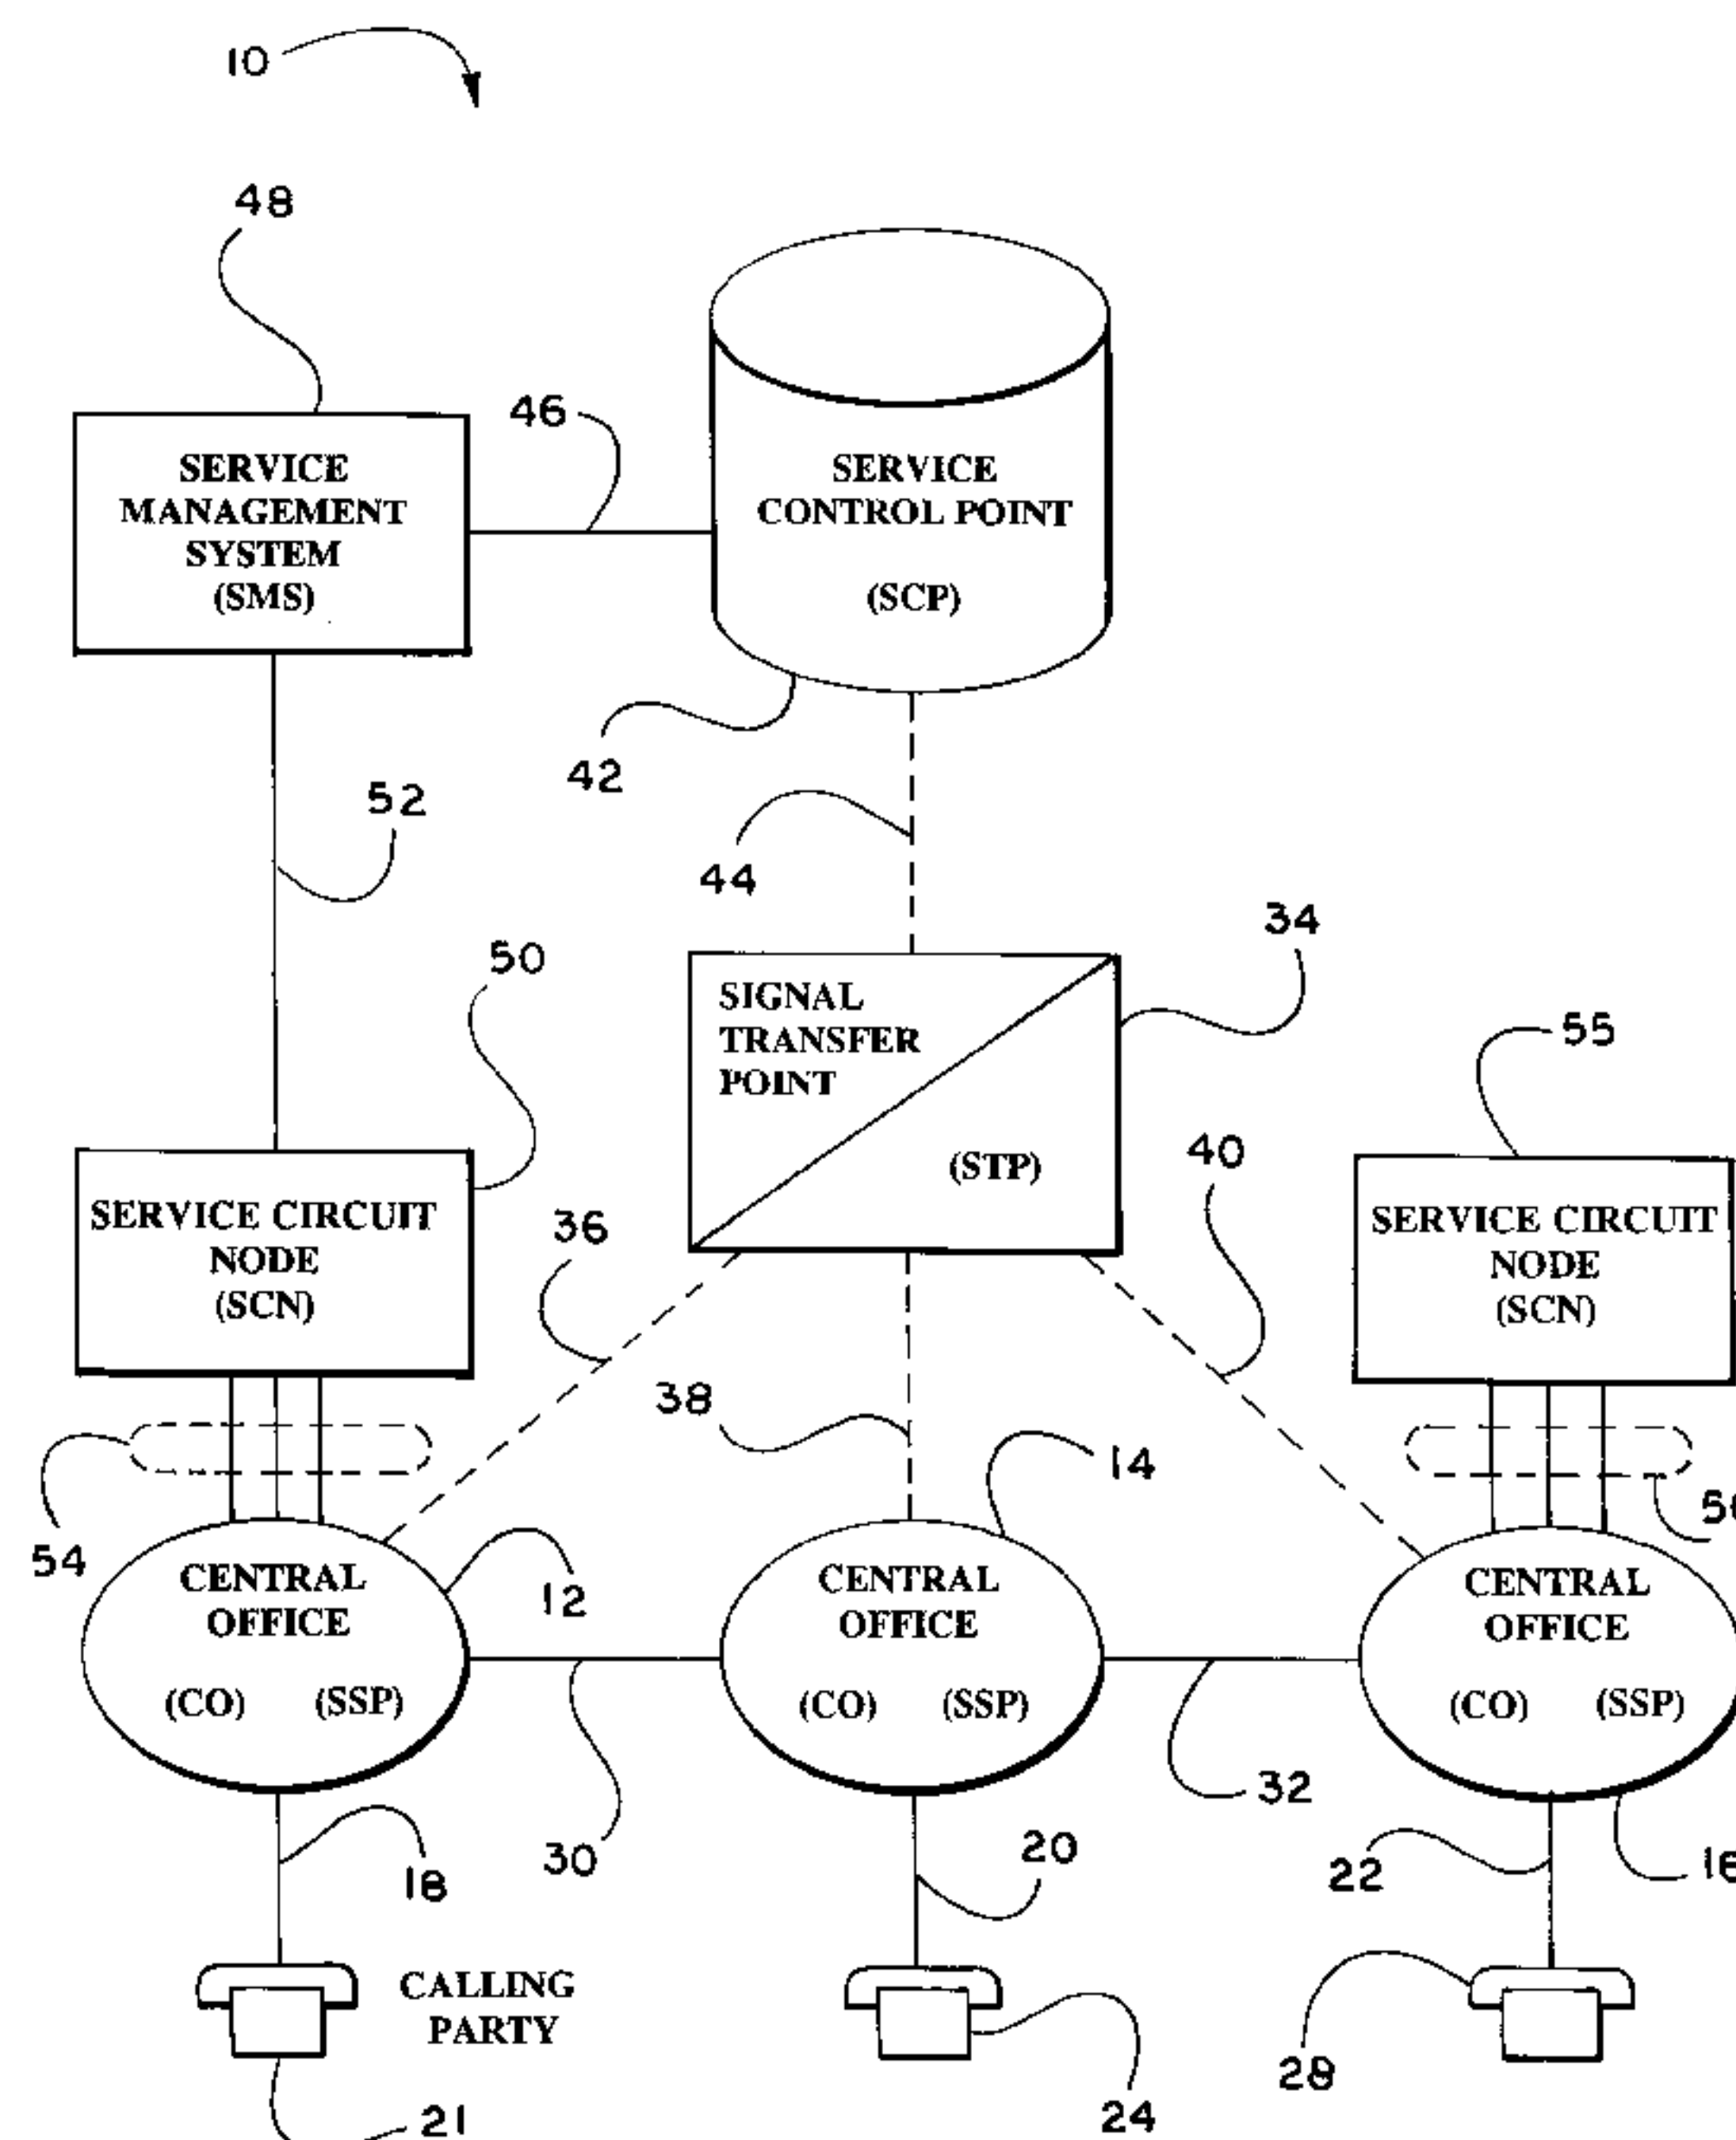 10
48
46
SERVICE
MANAGEMENT
SYSTEM
(SMS)
SERVICE
CONTROL POINT
(SCP)
42
52
44
34
50
SIGNAL
TRANSFER
POINT
(STP)
55
40
36
SERVICE CIRCUIT
NODE
(SCN)
SERVICE CIRCUIT
NODE
(SCN)
38
14
54
12
CENTRAL
OFFICE
(CO) (SSP)
CENTRAL
OFFICE
(CO) (SSP)
CENTRAL
OFFICE
(CO) (SSP)
32
30
18
20
22
CALLING
PARTY
21
24
28